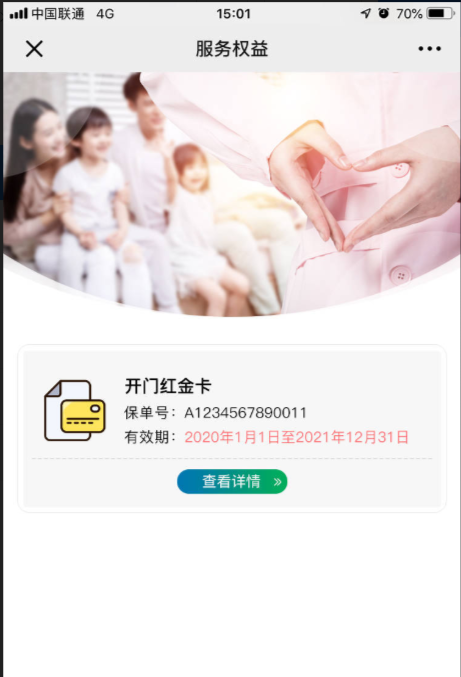 中国联通 4G 15:01 70%
服务权益
开门红金卡
保单号：A1234567890011
有效期：2020年1月1日至2021年12月31日
查看详情 »